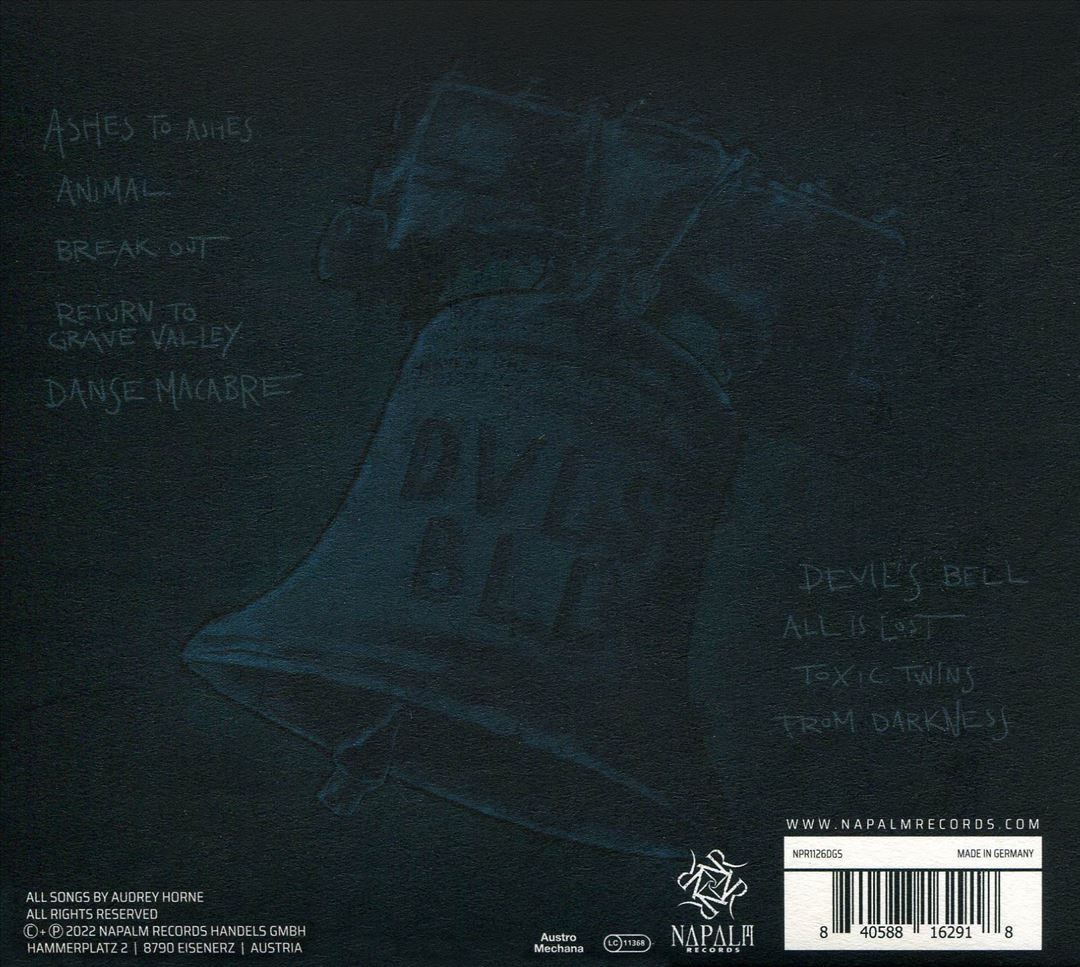 ASHES TO ASHES
ANIMAL
BREAK OUT
RETURN TO
GRAVE VALLEY
DANSE MACABRE
DVLS
BLL
DEVIL'S BELL
ALL IS LOST
TOXIC TWINS
FROM DARKNESS
WWW.NAPALMRECORDS.COM
NPR1126DGS MADE IN GERMANY
8 40588 16291 8
ALL SONGS BY AUDREY HORNE
ALL RIGHTS RESERVED
©+℗ 2022 NAPALM RECORDS HANDELS GMBH
HAMMERPLATZ 2 | 8790 EISENERZ | AUSTRIA
Austro
Mechana
LC 11368
NAPALM
RECORDS